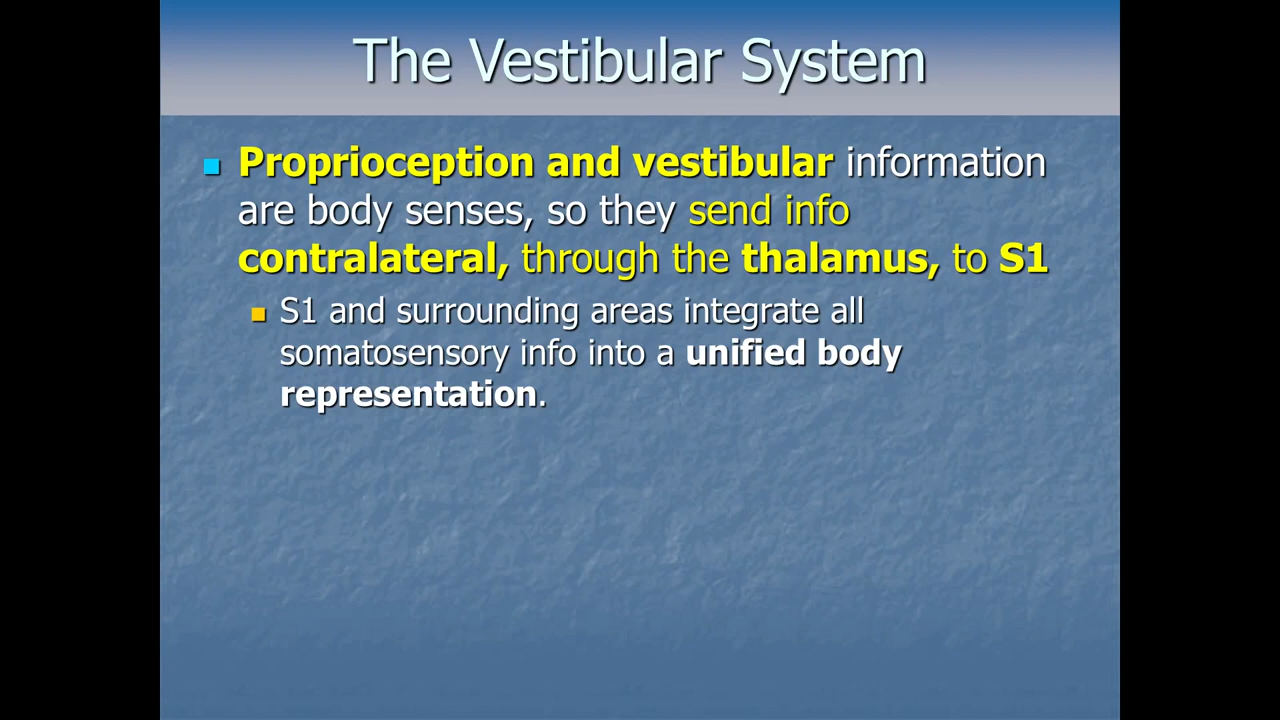 The Vestibular System
Proprioception and vestibular information
are body senses, so they send info
contralateral, through the thalamus, to S1
S1 and surrounding areas integrate all
somatosensory info into a unified body
representation.